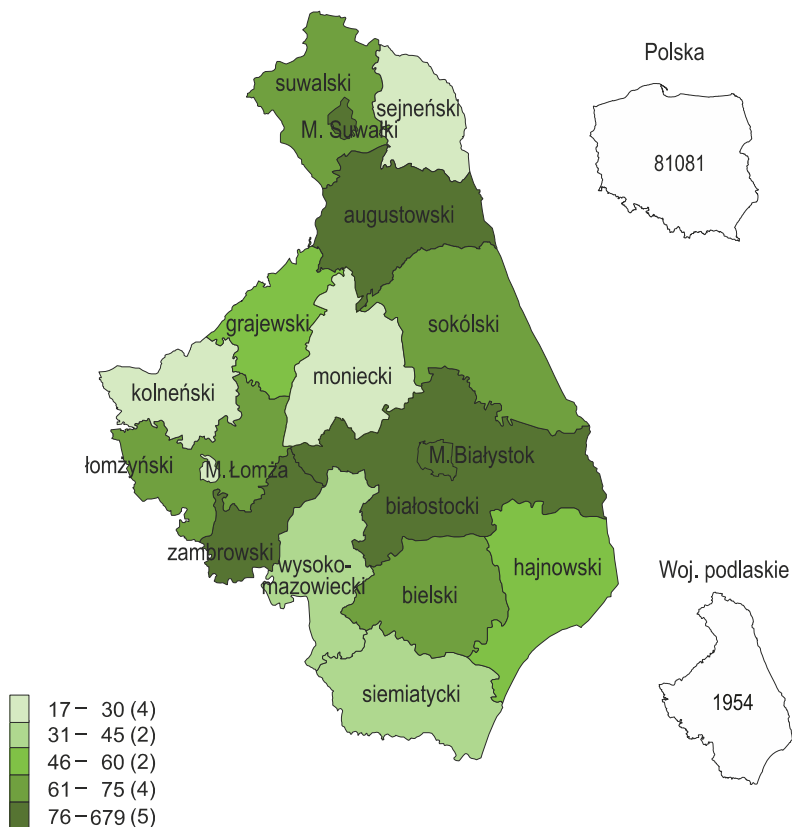 Polska
81081
suwalski
sejneński
M. Suwałki
augustowski
grajewski
sokólski
moniecki
kolneński
łomżyński
M. Łomża
M. Białystok
białostocki
zambrowski
wysoko-
mazowiecki
hajnowski
bielski
siemiatycki
Woj. podlaskie
1954
17 – 30 (4)
31 – 45 (2)
46 – 60 (2)
61 – 75 (4)
76 – 679 (5)